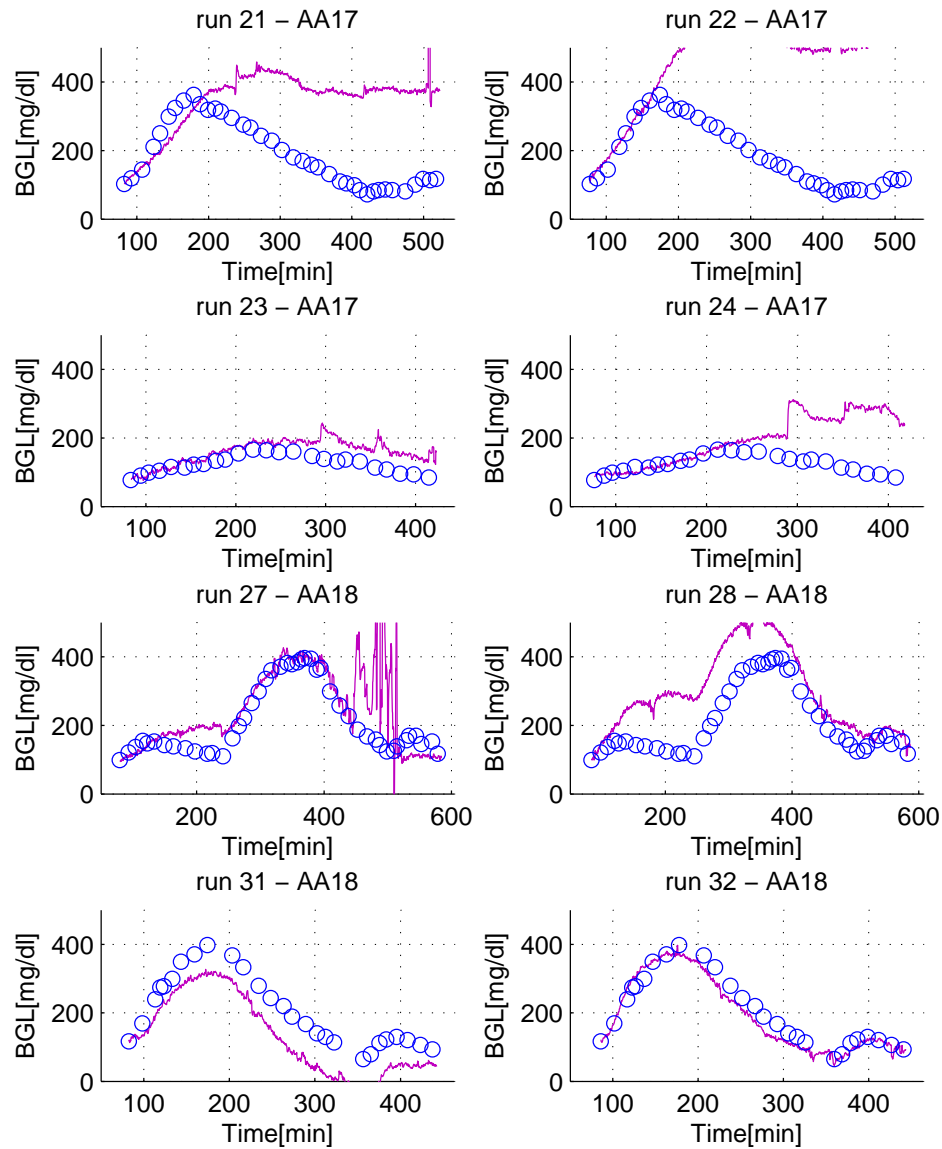 run 21 − AA17
BGL[mg/dl]
400
200
0
100 200 300 400 500
Time[min]
run 22 − AA17
BGL[mg/dl]
400
200
0
100 200 300 400 500
Time[min]
run 23 − AA17
BGL[mg/dl]
400
200
0
100 200 300 400
Time[min]
run 24 − AA17
BGL[mg/dl]
400
200
0
100 200 300 400
Time[min]
run 27 − AA18
BGL[mg/dl]
400
200
0
200 400 600
Time[min]
run 28 − AA18
BGL[mg/dl]
400
200
0
200 400 600
Time[min]
run 31 − AA18
BGL[mg/dl]
400
200
0
100 200 300 400
Time[min]
run 32 − AA18
BGL[mg/dl]
400
200
0
100 200 300 400
Time[min]